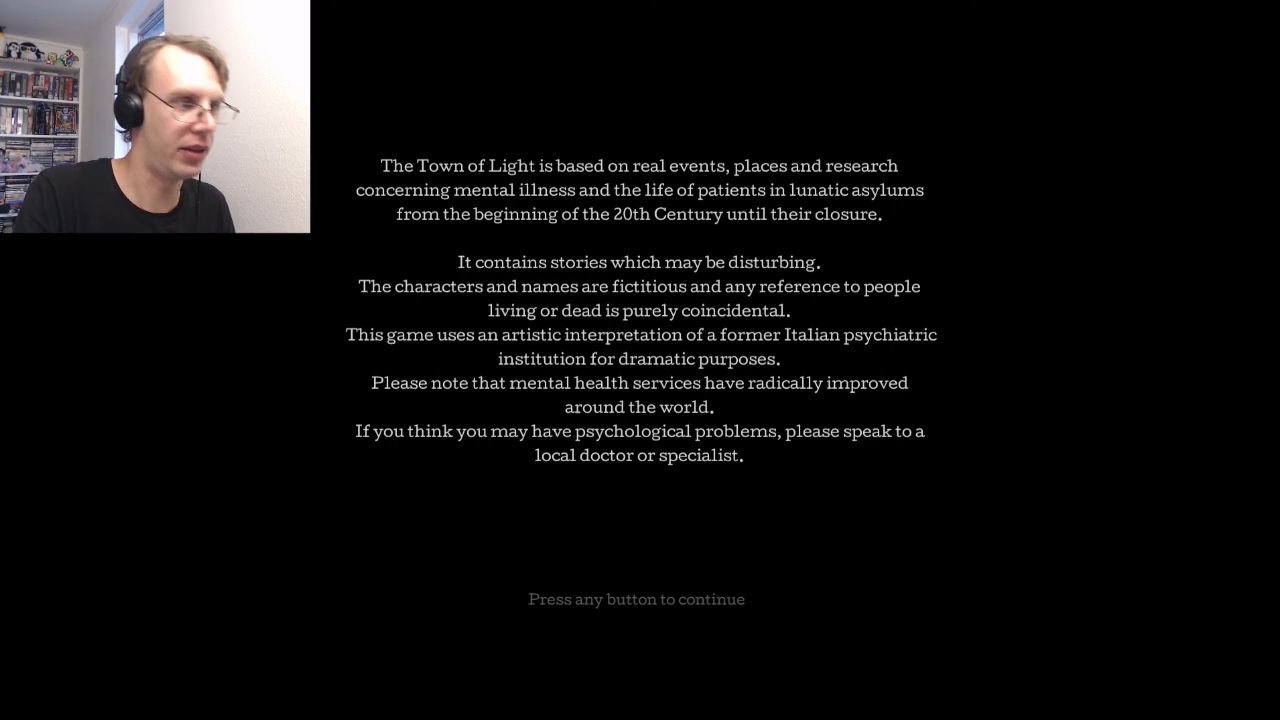 The Town of Light is based on real events, places and research
concerning mental illness and the life of patients in lunatic asylums
from the beginning of the 20th Century until their closure.
It contains stories which may be disturbing.
The characters and names are fictitious and any reference to people
living or dead is purely coincidental.
This game uses an artistic interpretation of a former Italian psychiatric
institution for dramatic purposes.
Please note that mental health services have radically improved
around the world.
If you think you may have psychological problems, please speak to a
local doctor or specialist.
Press any button to continue